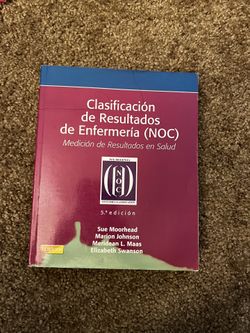 Clasificación
de Resultados
de Enfermería (NOC)
Medición de Resultados en Salud
NOC
5.ª edición
Sue Moorhead
Marion Johnson
Meridean L. Maas
Elizabeth Swanson